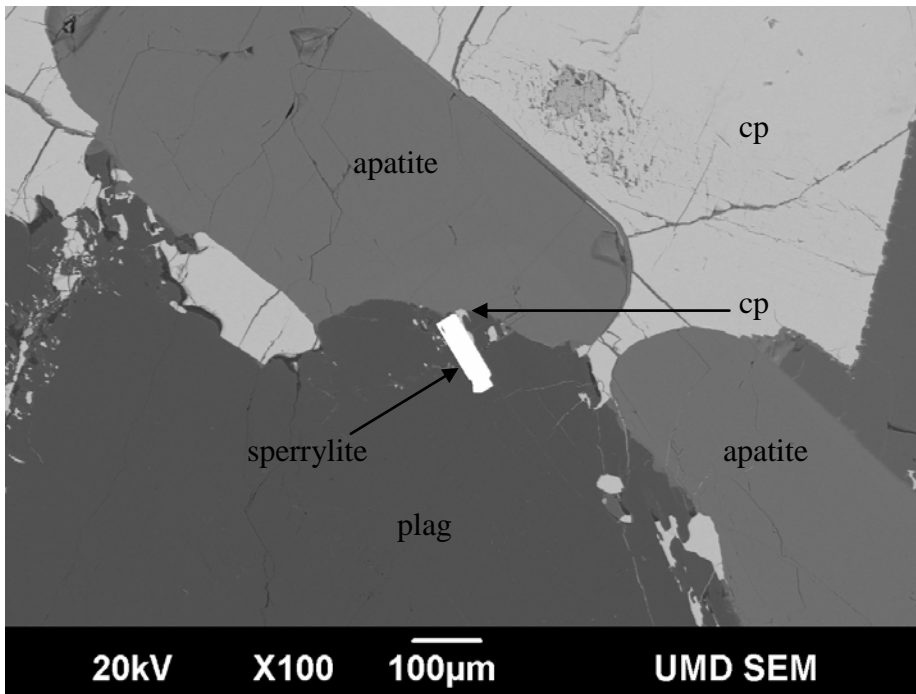 cp
apatite
cp
sperrylite
apatite
plag
20kV X100 100μm UMD SEM